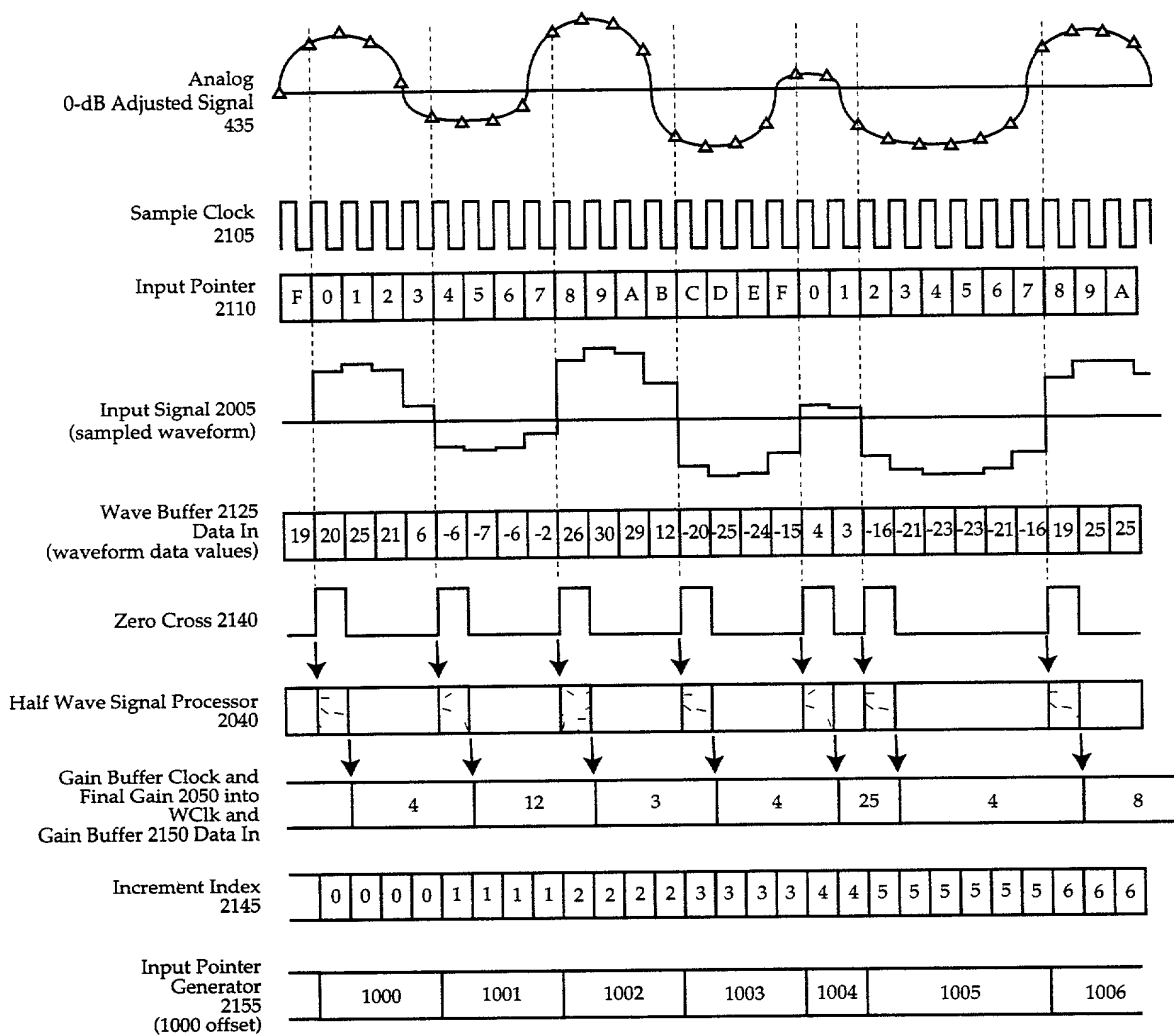 Analog
0-dB Adjusted Signal
435
Sample Clock
2105
Input Pointer
2110
F 0 1 2 3 4 5 6 7 8 9 A B C D E F 0 1 2 3 4 5 6 7 8 9 A
Input Signal 2005
(sampled waveform)
Wave Buffer 2125
Data In
(waveform data values)
19 20 25 21 6 -6 -7 -6 -2 26 30 29 12 -20 -25 -24 -15 4 3 -16 -21 -23 -23 -21 -16 19 25 25
Zero Cross 2140
Half Wave Signal Processor
2040
Gain Buffer Clock and
Final Gain 2050 into
WClk and
Gain Buffer 2150 Data In
4 12 3 4 25 4 8
Increment Index
2145
0 0 0 0 1 1 1 1 2 2 2 2 3 3 3 3 4 4 5 5 5 5 5 5 6 6 6
Input Pointer
Generator
2155
(1000 offset)
1000 1001 1002 1003 1004 1005 1006